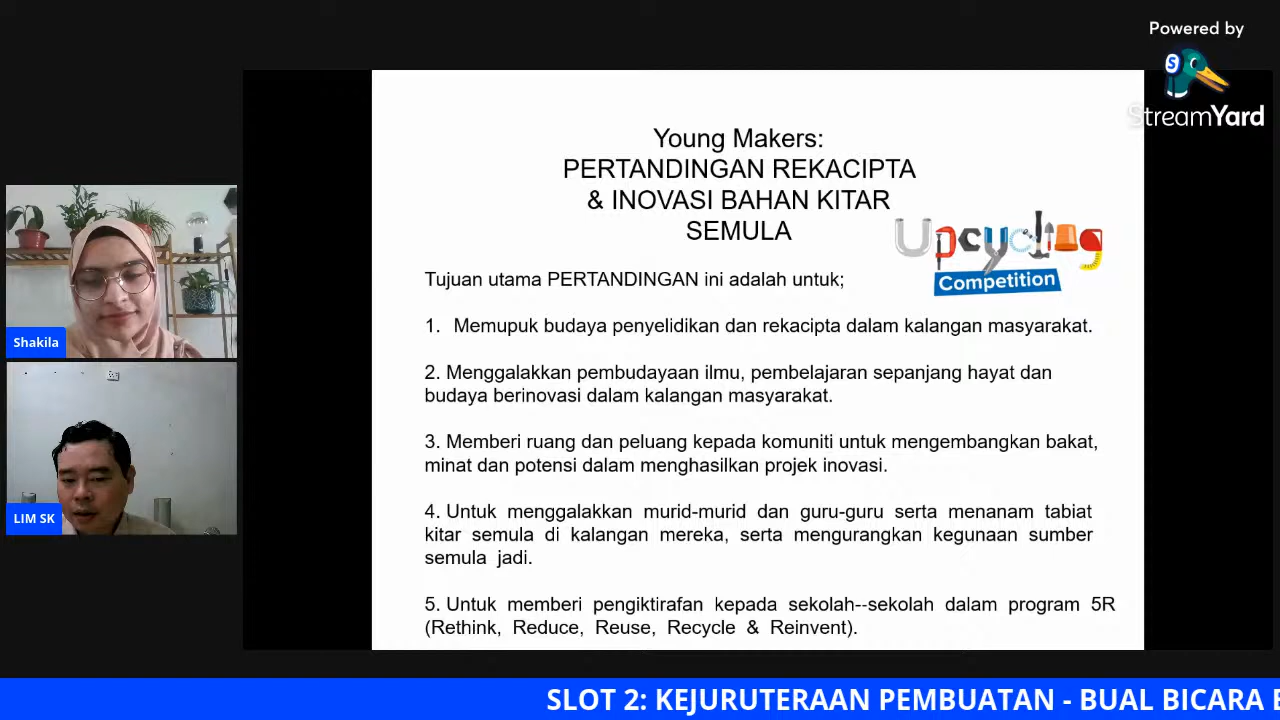 Powered by
StreamYard
Young Makers:
PERTANDINGAN REKACIPTA
& INOVASI BAHAN KITAR
SEMULA
Upcycling
Competition
Tujuan utama PERTANDINGAN ini adalah untuk;
1. Memupuk budaya penyelidikan dan rekacipta dalam kalangan masyarakat.
2. Menggalakkan pembudayaan ilmu, pembelajaran sepanjang hayat dan
budaya berinovasi dalam kalangan masyarakat.
3. Memberi ruang dan peluang kepada komuniti untuk mengembangkan bakat,
minat dan potensi dalam menghasilkan projek inovasi.
4. Untuk menggalakkan murid-murid dan guru-guru serta menanam tabiat
kitar semula di kalangan mereka, serta mengurangkan kegunaan sumber
semula jadi.
5. Untuk memberi pengiktirafan kepada sekolah--sekolah dalam program 5R
(Rethink, Reduce, Reuse, Recycle & Reinvent).
Shakila
LIM SK
SLOT 2: KEJURUTERAAN PEMBUATAN - BUAL BICARA